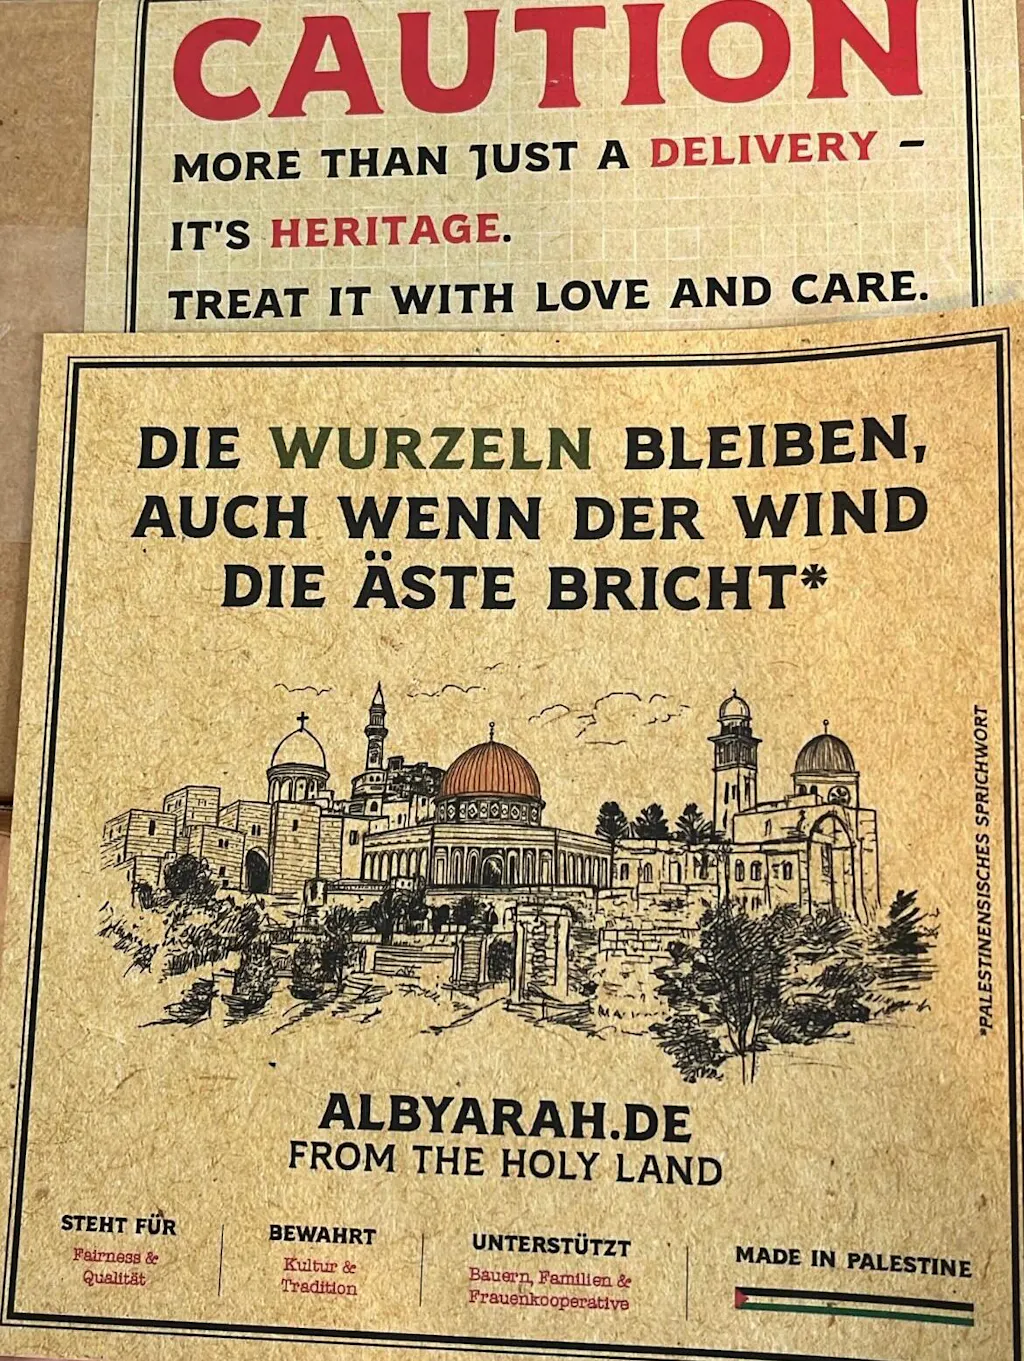 CAUTION
MORE THAN JUST A DELIVERY –
IT'S HERITAGE.
TREAT IT WITH LOVE AND CARE.
DIE WURZELN BLEIBEN,
AUCH WENN DER WIND
DIE ÄSTE BRICHT*
*PALESTINENSISCHES SPRICHWORT
ALBYARAH.DE
FROM THE HOLY LAND
STEHT FÜR
Fairness &
Qualität
BEWAHRT
Kultur &
Tradition
UNTERSTÜTZT
Bauern, Familien &
Frauenkooperative
MADE IN PALESTINE